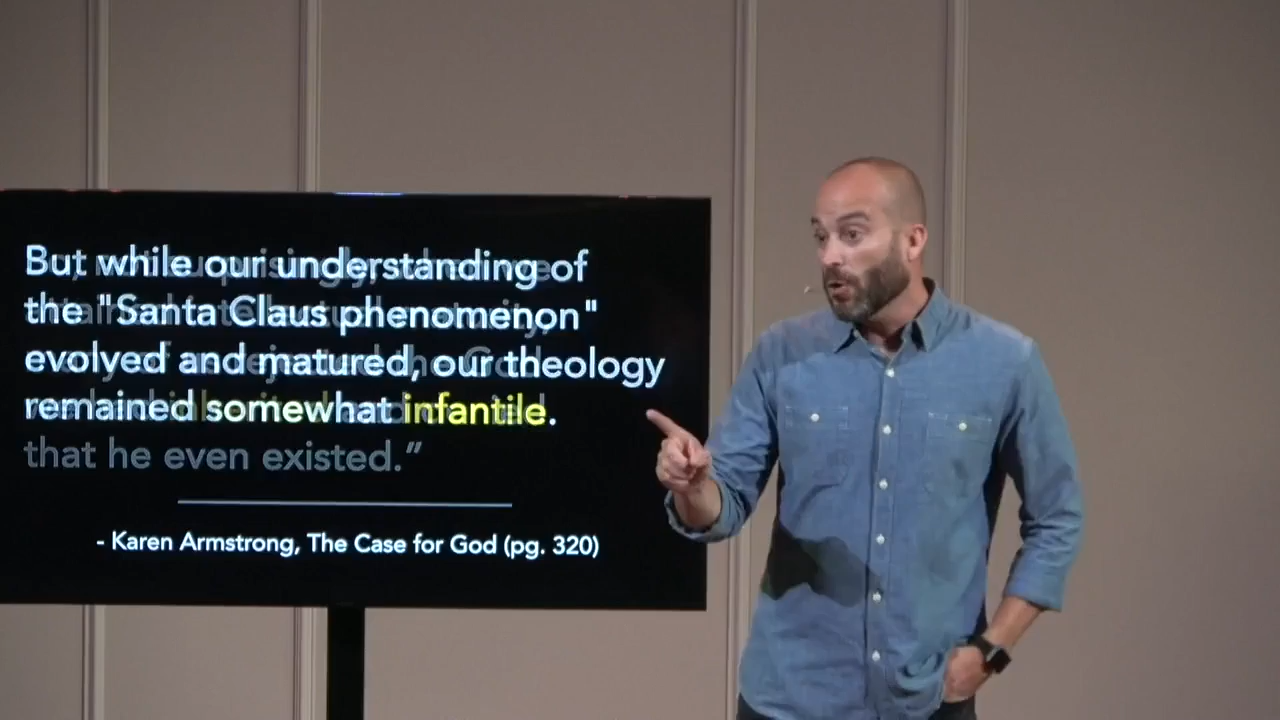 But while our understanding of
the "Santa Claus phenomenon"
evolved and matured, our theology
remained somewhat infantile.
that he even existed.”
- Karen Armstrong, The Case for God (pg. 320)